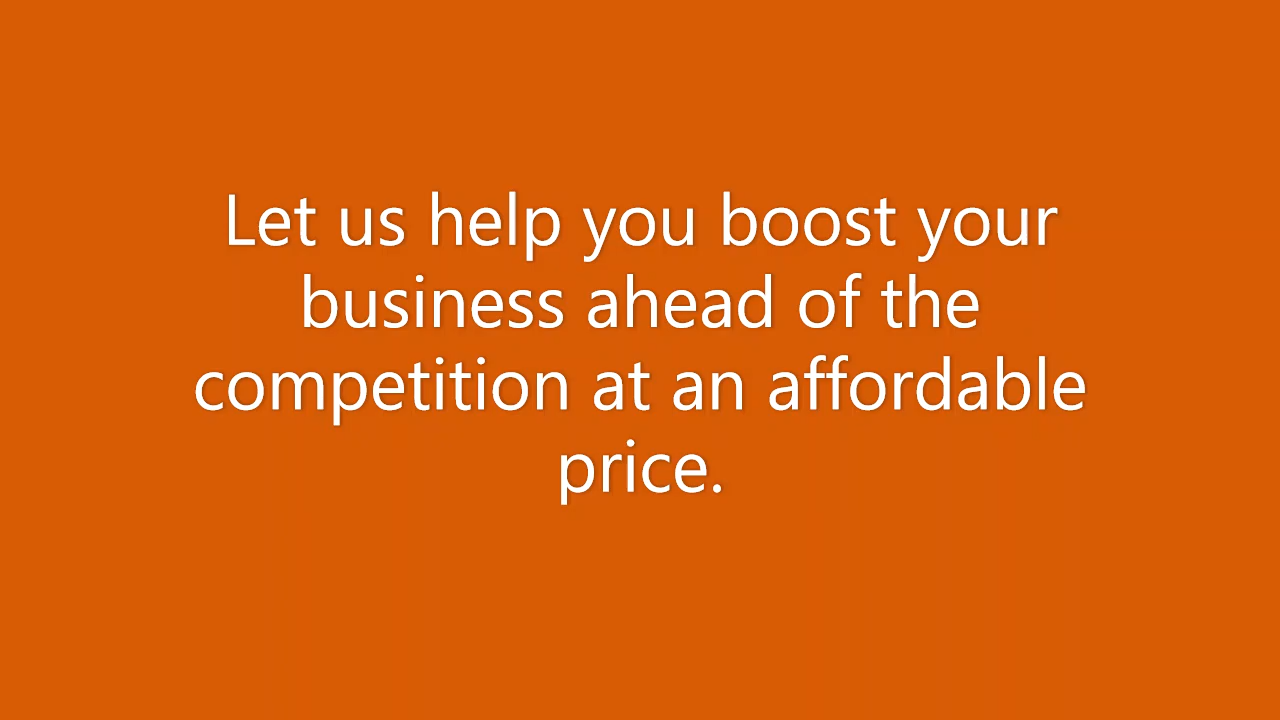 Let us help you boost your
business ahead of the
competition at an affordable
price.